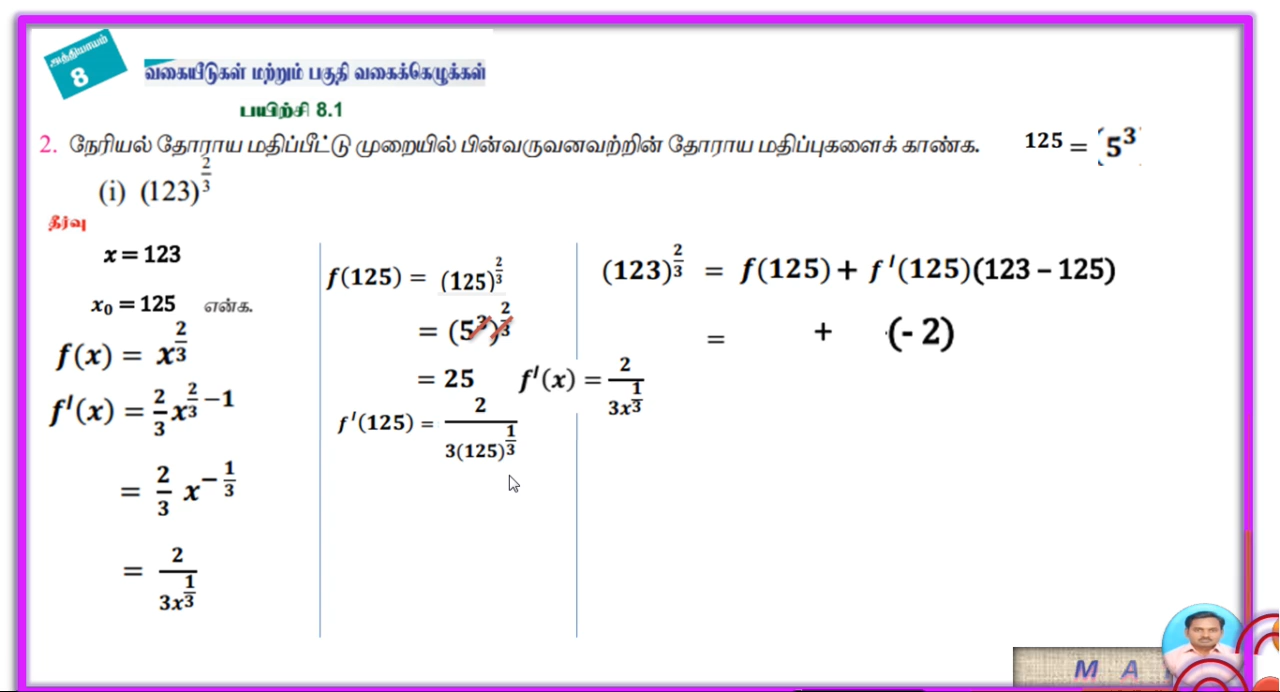 அத்தியாயம்
8
வகையீடுகள் மற்றும் பகுதி வகைக்கெழுக்கள்
பயிற்சி 8.1
2. நேரியல் தோராய மதிப்பீட்டு முறையில் பின்வருவனவற்றின் தோராய மதிப்புகளைக் காண்க. 125 = (5³)
(i) (123)^(2/3)
தீர்வு
x = 123
x₀ = 125 என்க.
f(x) = x^(2/3)
f′(x) = 2/3 x^(2/3 − 1)
= 2/3 x^(−1/3)
= 2/(3x^(1/3))
f(125) = (125)^(2/3)
= (5³)^(2/3)
= 25
f′(x) = 2/(3x^(1/3))
f′(125) = 2/(3(125)^(1/3))
(123)^(2/3) = f(125) + f′(125)(123 − 125)
= + (- 2)
M A